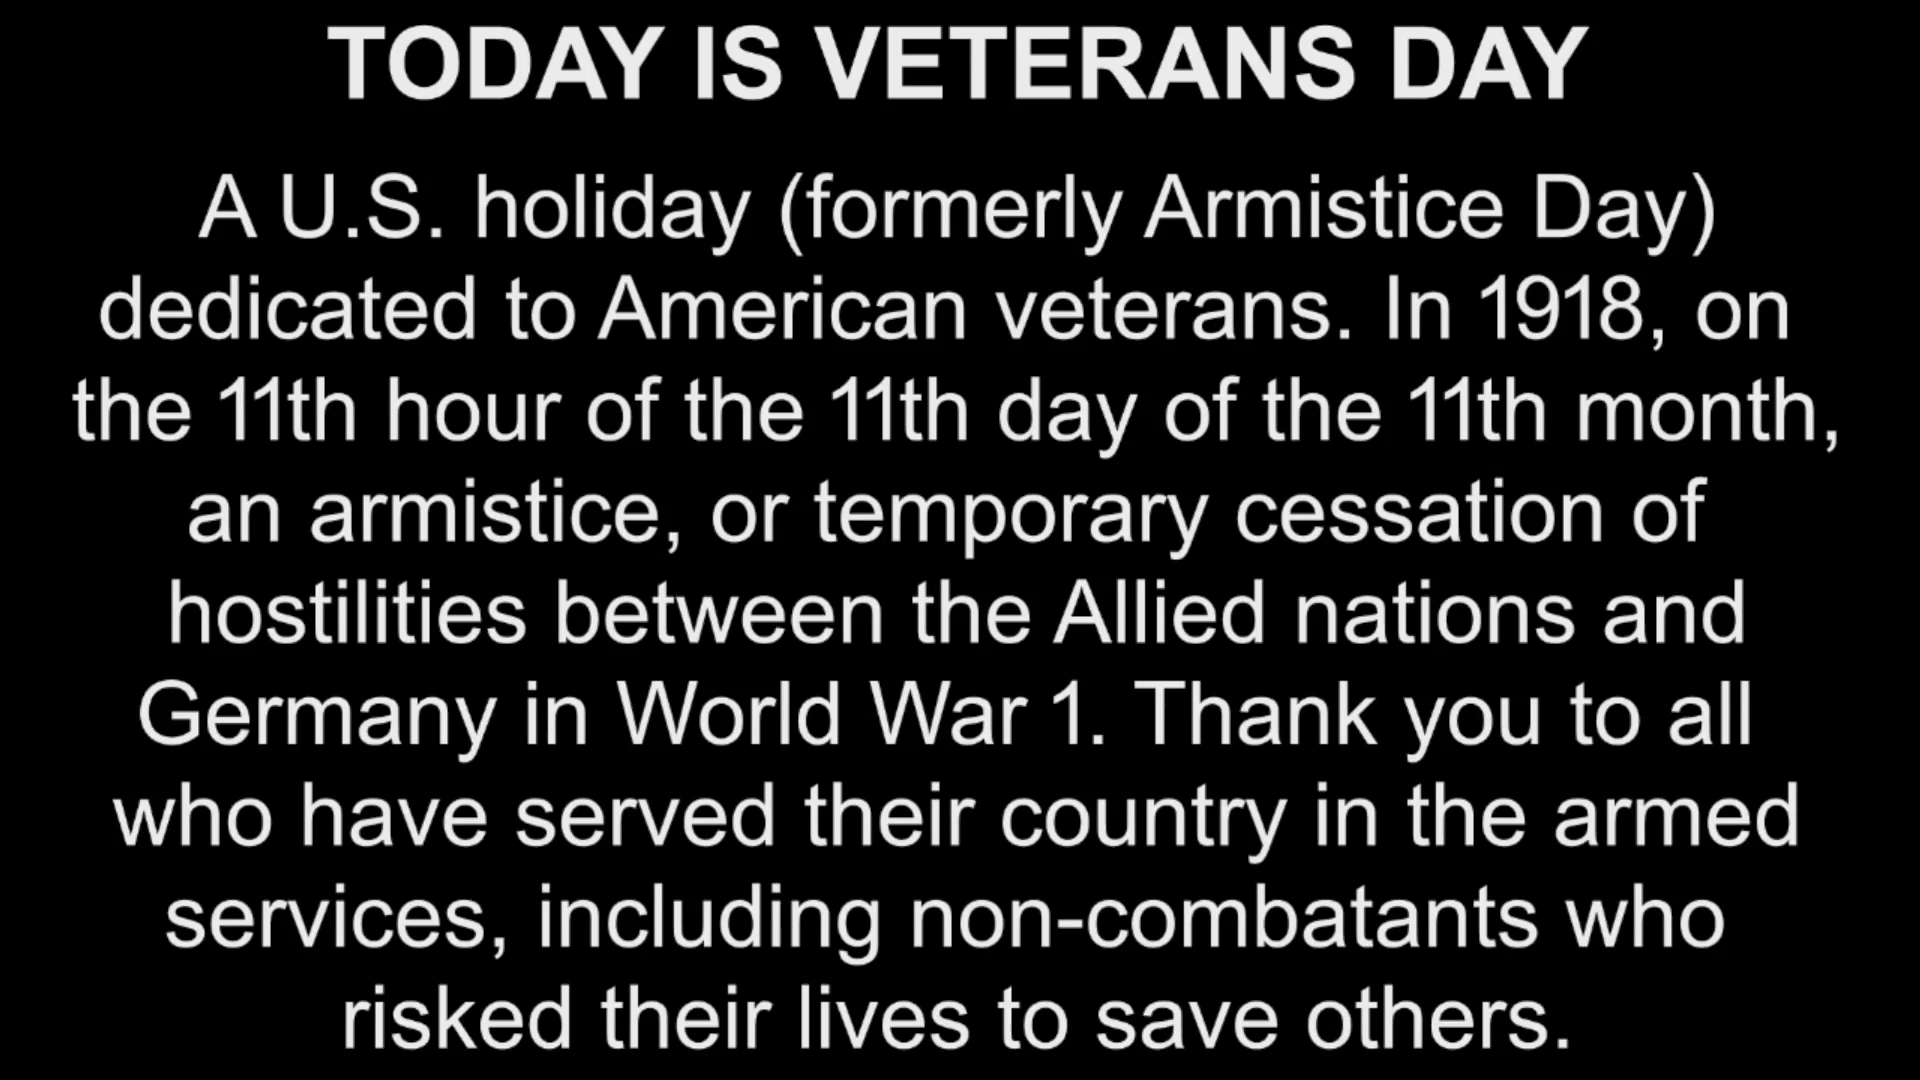 TODAY IS VETERANS DAY
A U.S. holiday (formerly Armistice Day)
dedicated to American veterans. In 1918, on
the 11th hour of the 11th day of the 11th month,
an armistice, or temporary cessation of
hostilities between the Allied nations and
Germany in World War 1. Thank you to all
who have served their country in the armed
services, including non-combatants who
risked their lives to save others.